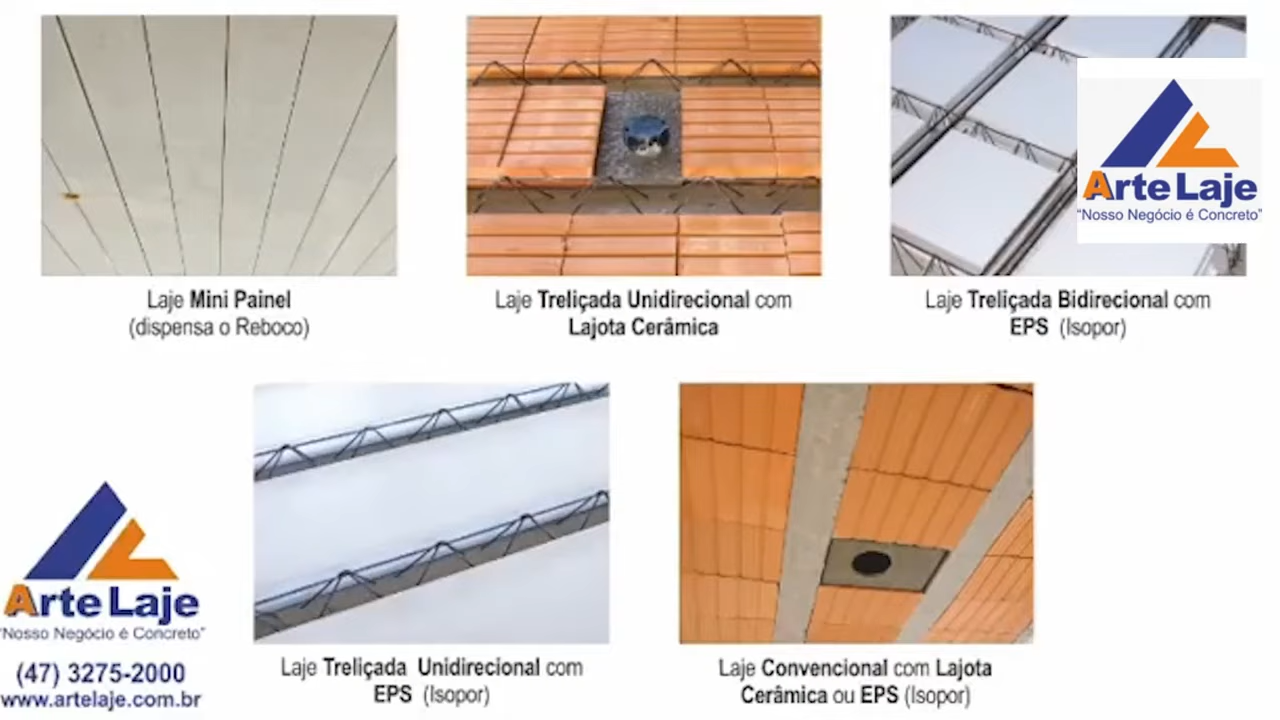 Arte Laje
"Nosso Negócio é Concreto"
Laje Mini Painel
(dispensa o Reboco)
Laje Treliçada Unidirecional com
Lajota Cerâmica
Laje Treliçada Bidirecional com
EPS (Isopor)
Arte Laje
"Nosso Negócio é Concreto"
(47) 3275-2000
www.artelaje.com.br
Laje Treliçada Unidirecional com
EPS (Isopor)
Laje Convencional com Lajota
Cerâmica ou EPS (Isopor)